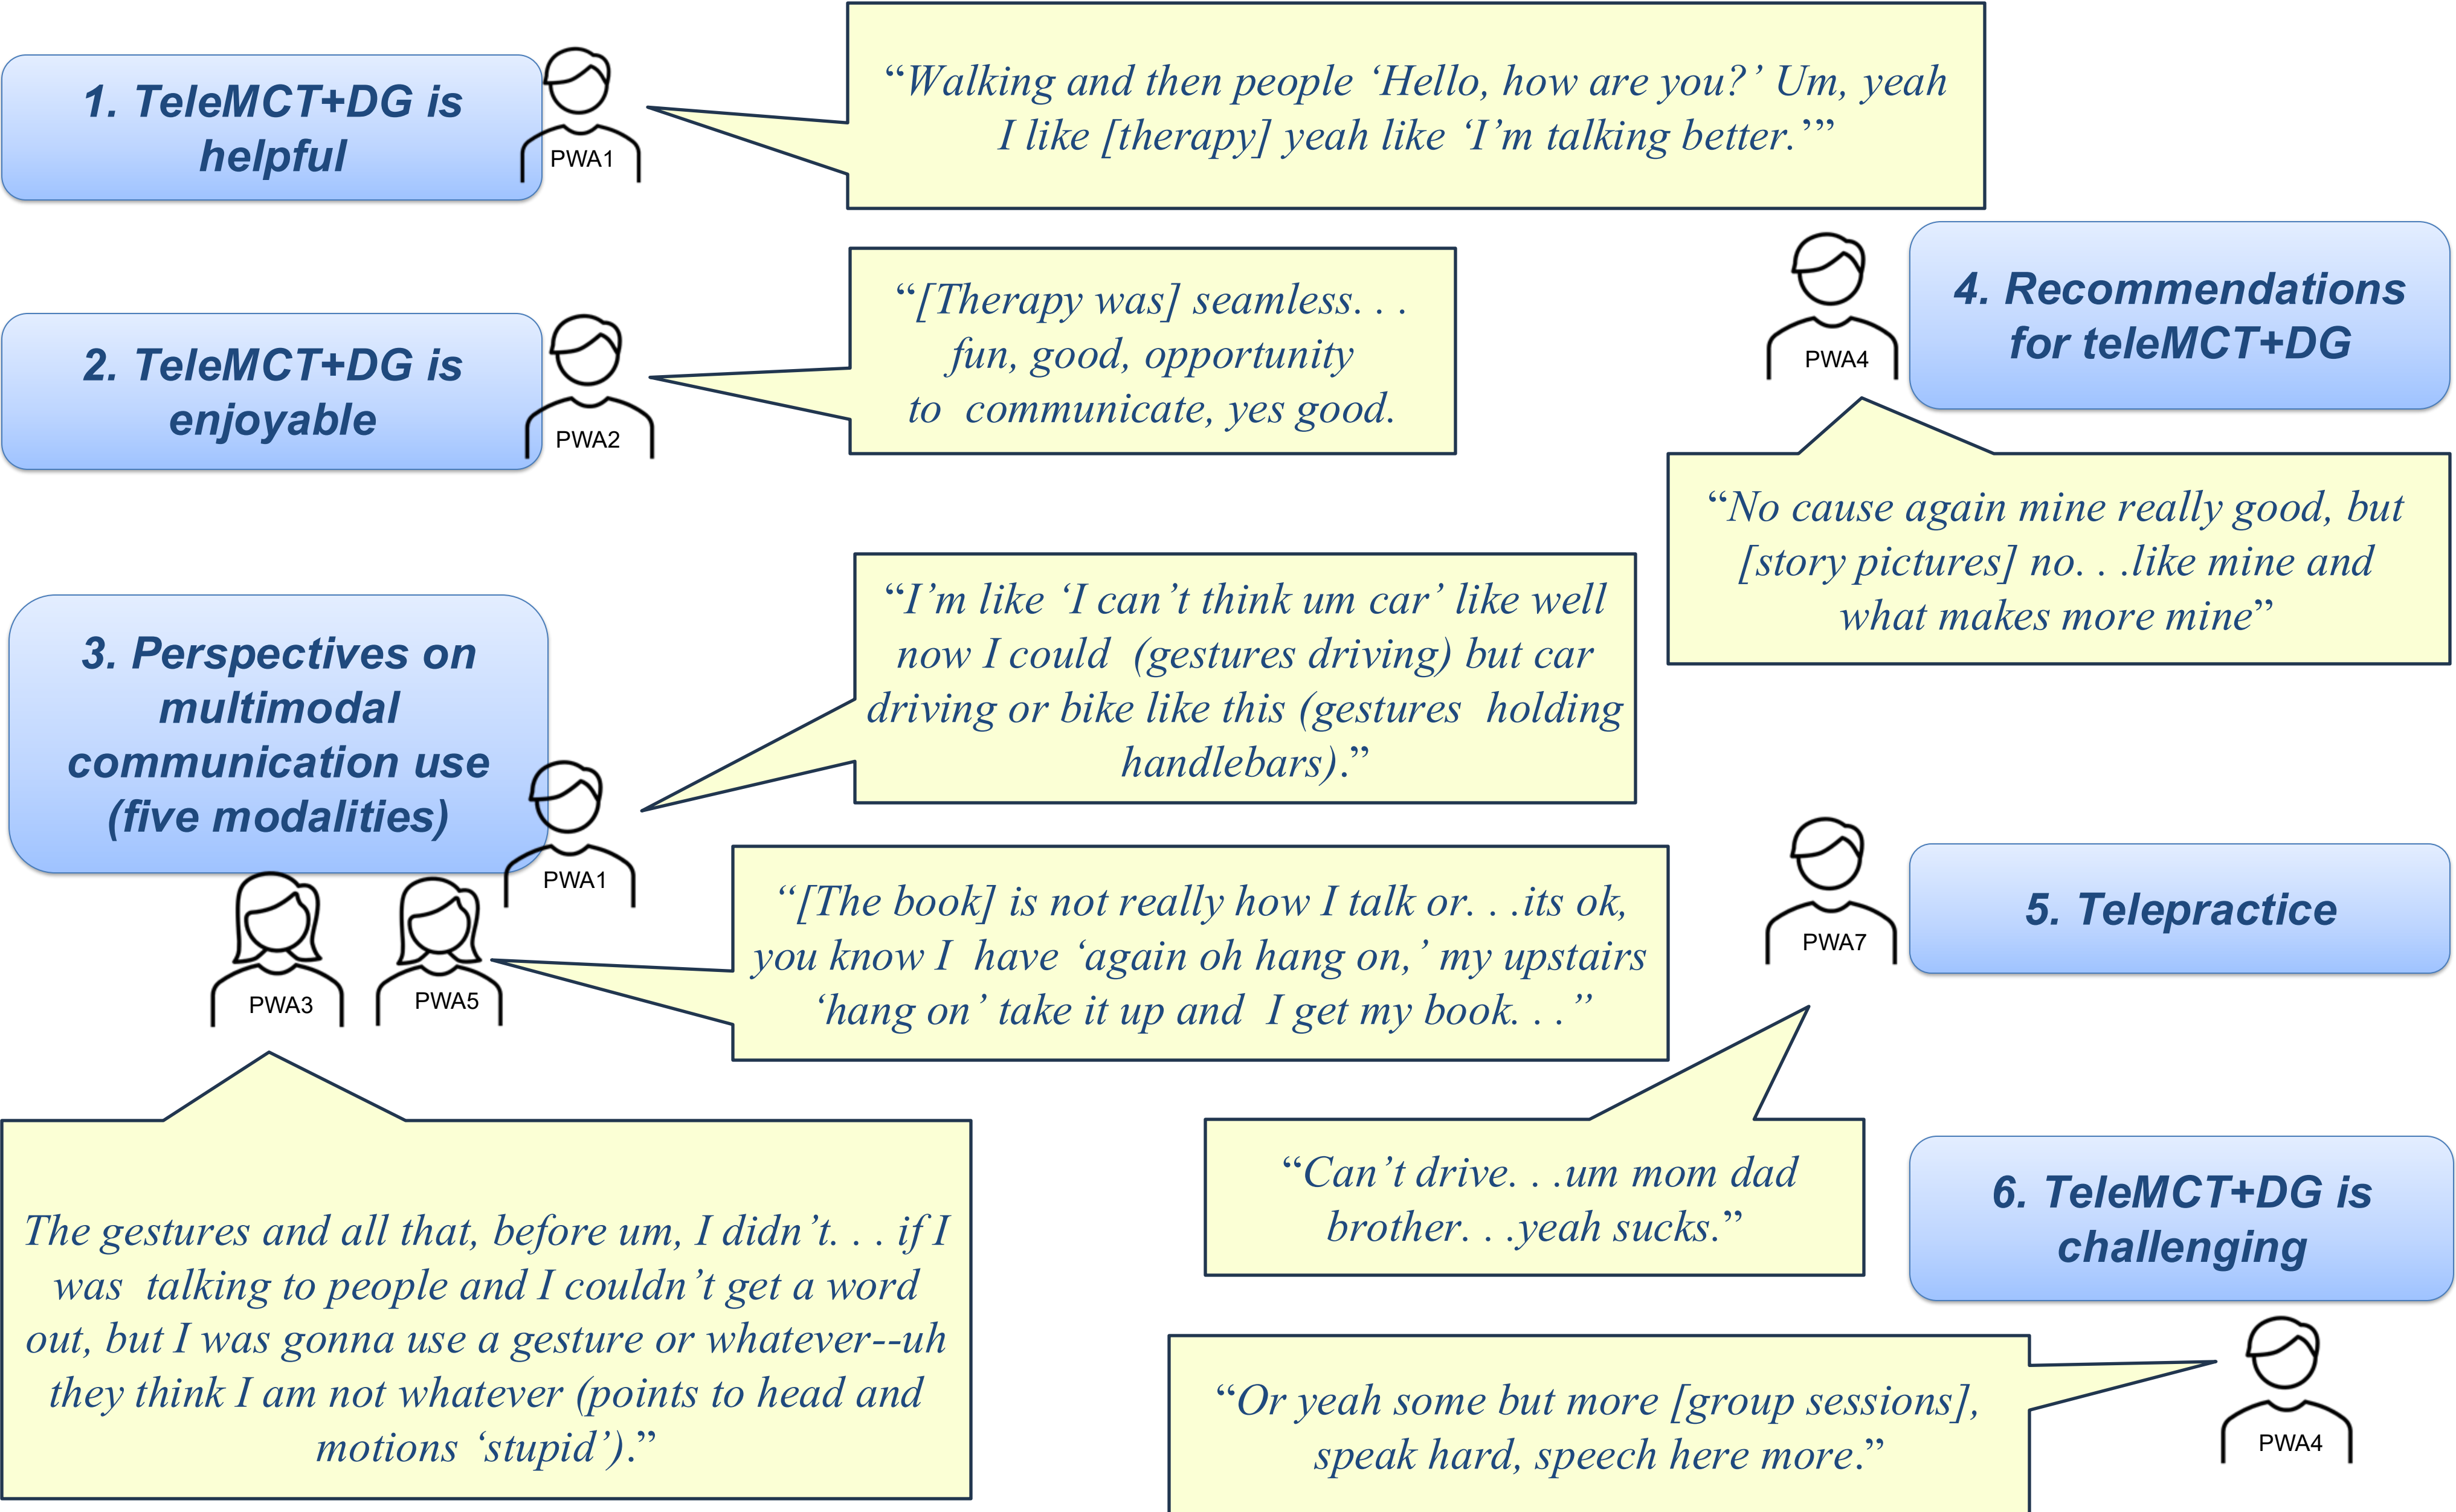 1. TeleMCT+DG is
helpful
PWA1
“Walking and then people ‘Hello, how are you?’ Um, yeah
I like [therapy] yeah like ‘I’m talking better.’”
2. TeleMCT+DG is
enjoyable
PWA2
“[Therapy was] seamless. . .
fun, good, opportunity
to communicate, yes good.
3. Perspectives on
multimodal
communication use
(five modalities)
PWA1
“I’m like ‘I can’t think um car’ like well
now I could (gestures driving) but car
driving or bike like this (gestures holding
handlebars).”
PWA5
“[The book] is not really how I talk or. . .its ok,
you know I have ‘again oh hang on,’ my upstairs
‘hang on’ take it up and I get my book. . .”
PWA3
The gestures and all that, before um, I didn’t. . . if I
was talking to people and I couldn’t get a word
out, but I was gonna use a gesture or whatever--uh
they think I am not whatever (points to head and
motions ‘stupid’).”
PWA4
4. Recommendations
for teleMCT+DG
“No cause again mine really good, but
[story pictures] no. . .like mine and
what makes more mine”
PWA7
5. Telepractice
“Can’t drive. . .um mom dad
brother. . .yeah sucks.”
6. TeleMCT+DG is
challenging
PWA4
“Or yeah some but more [group sessions],
speak hard, speech here more.”